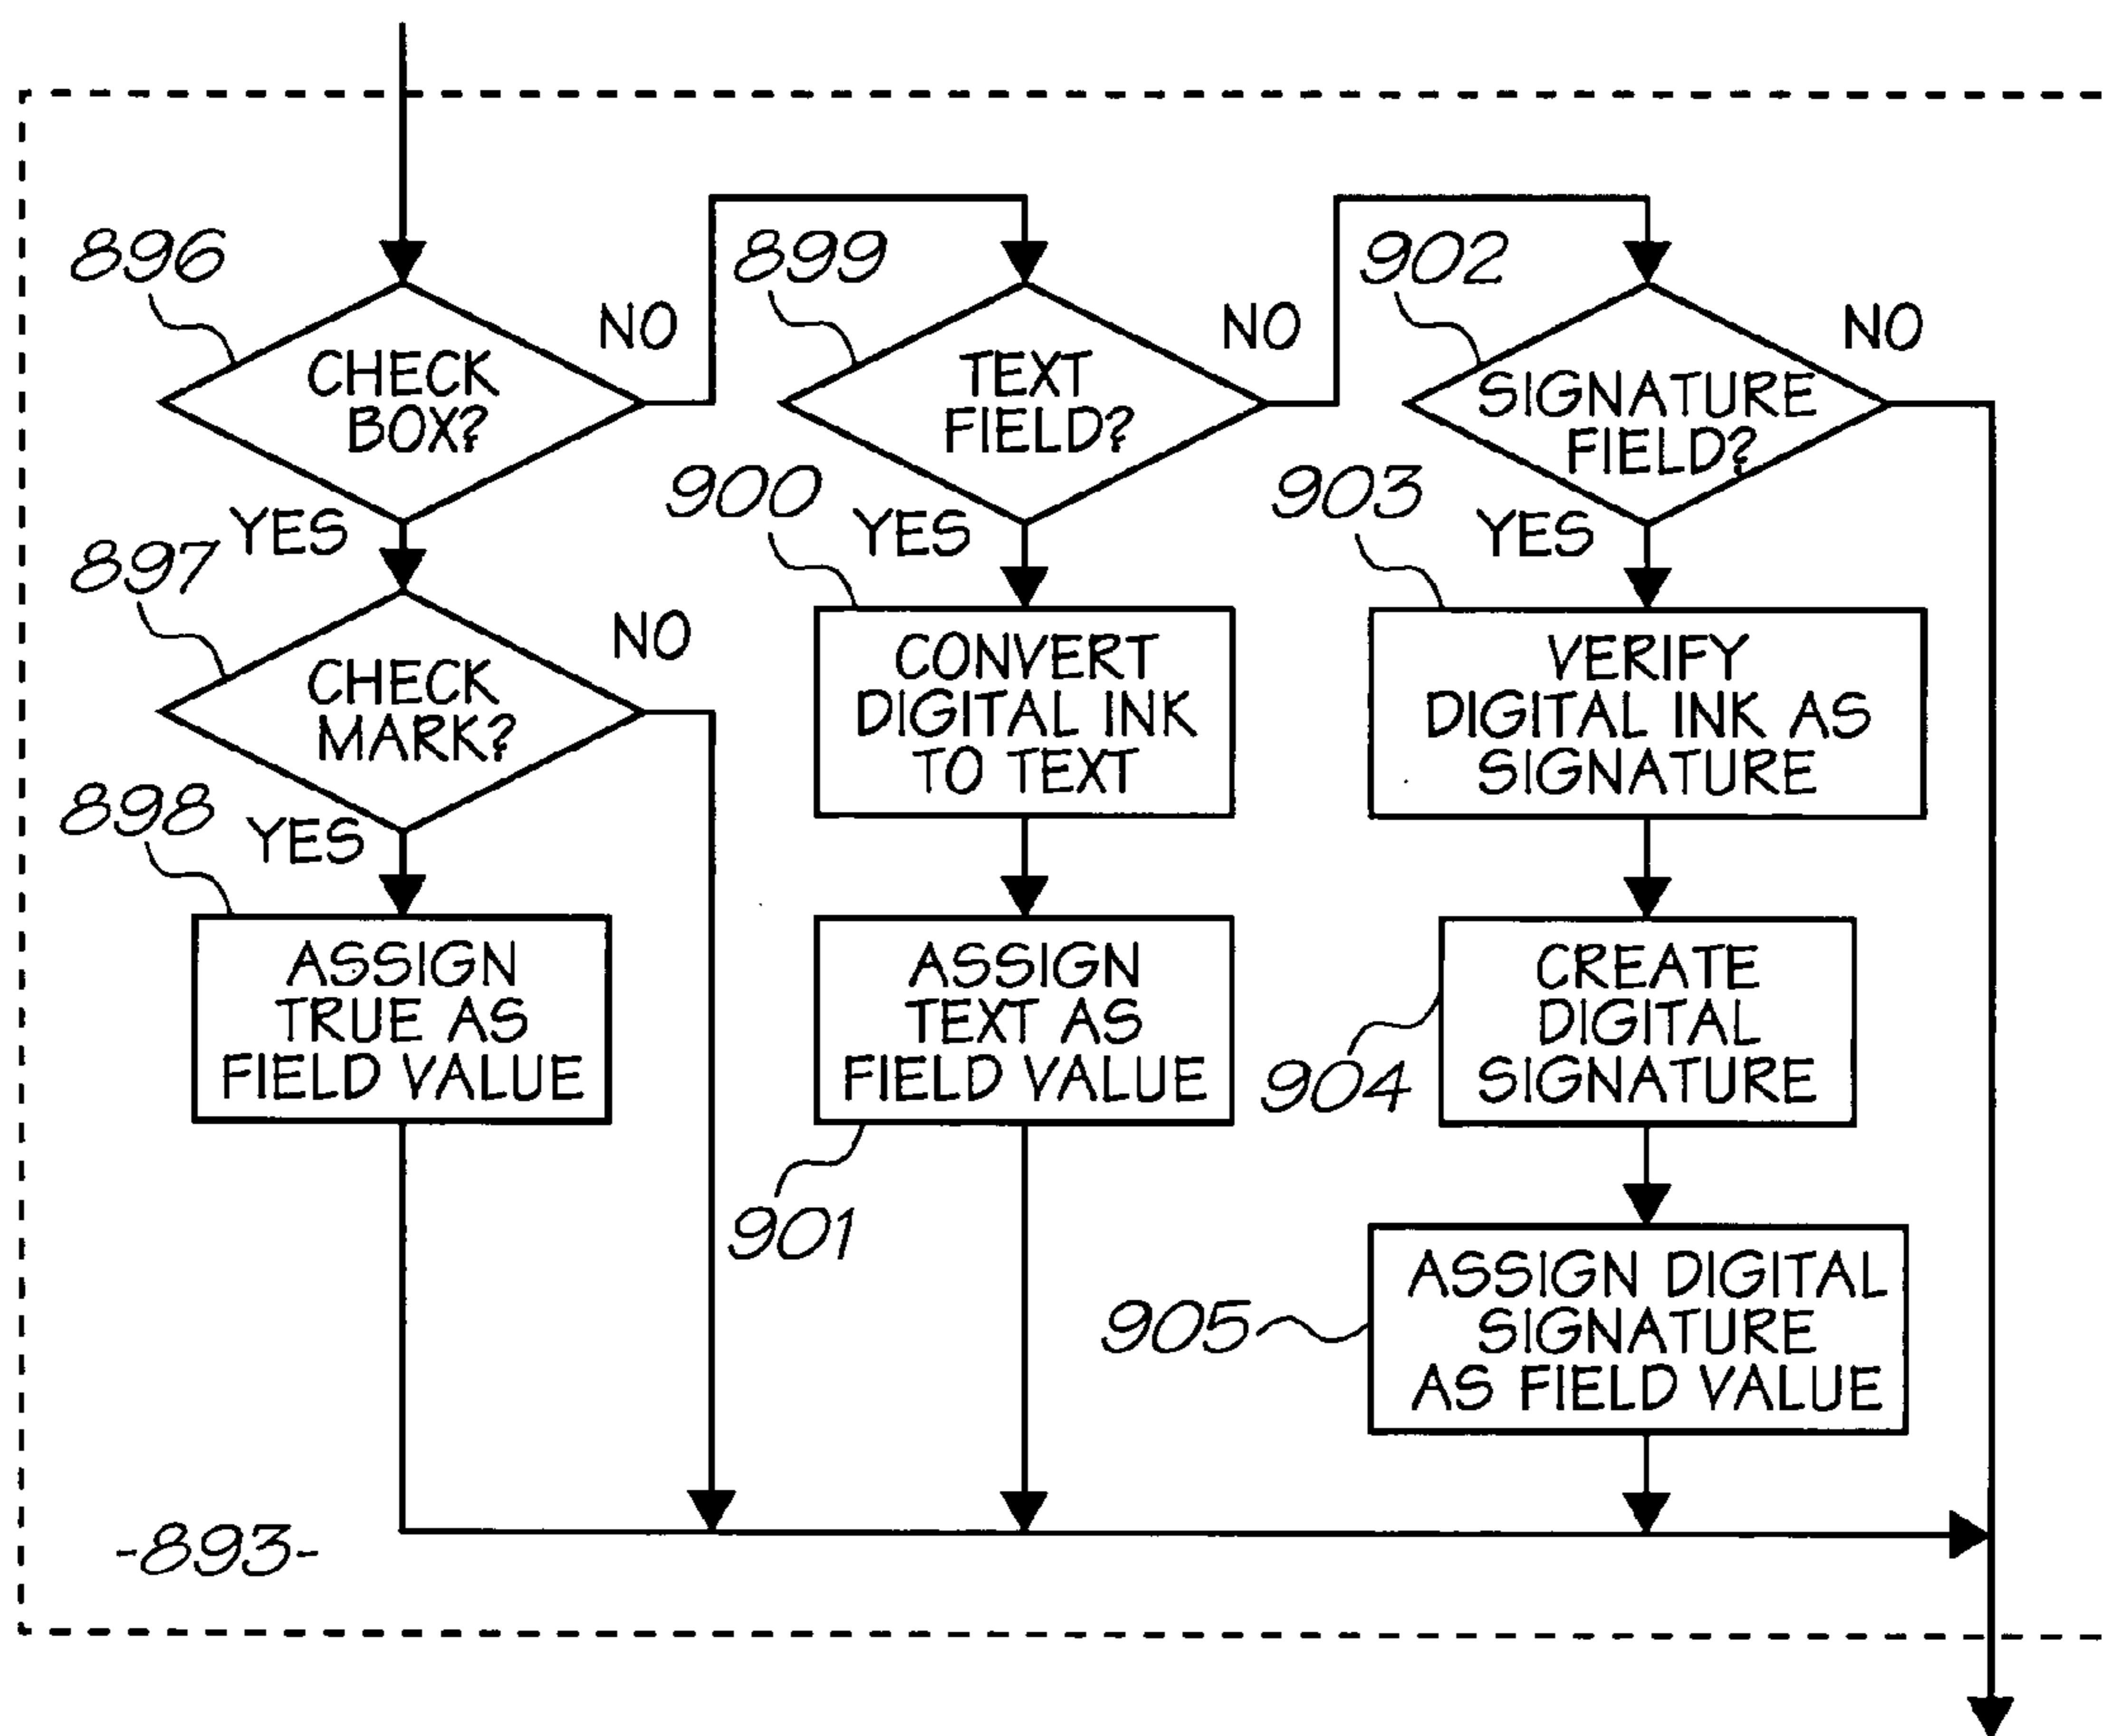 896
CHECK
BOX?
NO
YES
897
CHECK
MARK?
NO
898
YES
ASSIGN
TRUE AS
FIELD VALUE
899
TEXT
FIELD?
NO
900
YES
CONVERT
DIGITAL INK
TO TEXT
ASSIGN
TEXT AS
FIELD VALUE
901
902
SIGNATURE
FIELD?
NO
903
YES
VERIFY
DIGITAL INK AS
SIGNATURE
CREATE
DIGITAL
SIGNATURE
904
ASSIGN DIGITAL
SIGNATURE
AS FIELD VALUE
905
-893-